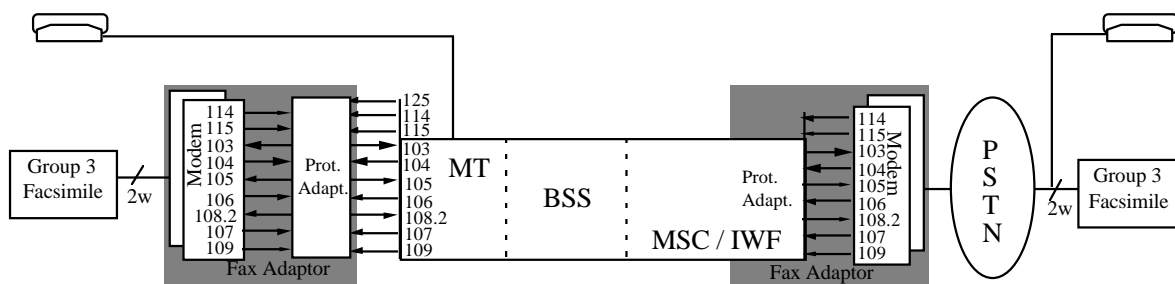 Group 3
Facsimile
2w
Modem
114
115
103
104
105
106
108.2
107
109
Prot.
Adapt.
Fax Adaptor
125
114
115
103
104
105
106
108.2
107
109
MT
BSS
MSC / IWF
Prot.
Adapt.
114
115
103
104
105
106
108.2
107
109
Modem
Fax Adaptor
P
S
T
N
2w
Group 3
Facsimile